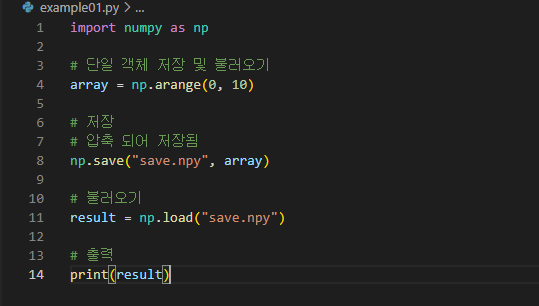 example01.py > ...
1 import numpy as np
2
3 # 단일 객체 저장 및 불러오기
4 array = np.arange(0, 10)
5
6 # 저장
7 # 압축 되어 저장됨
8 np.save("save.npy", array)
9
10 # 불러오기
11 result = np.load("save.npy")
12
13 # 출력
14 print(result)